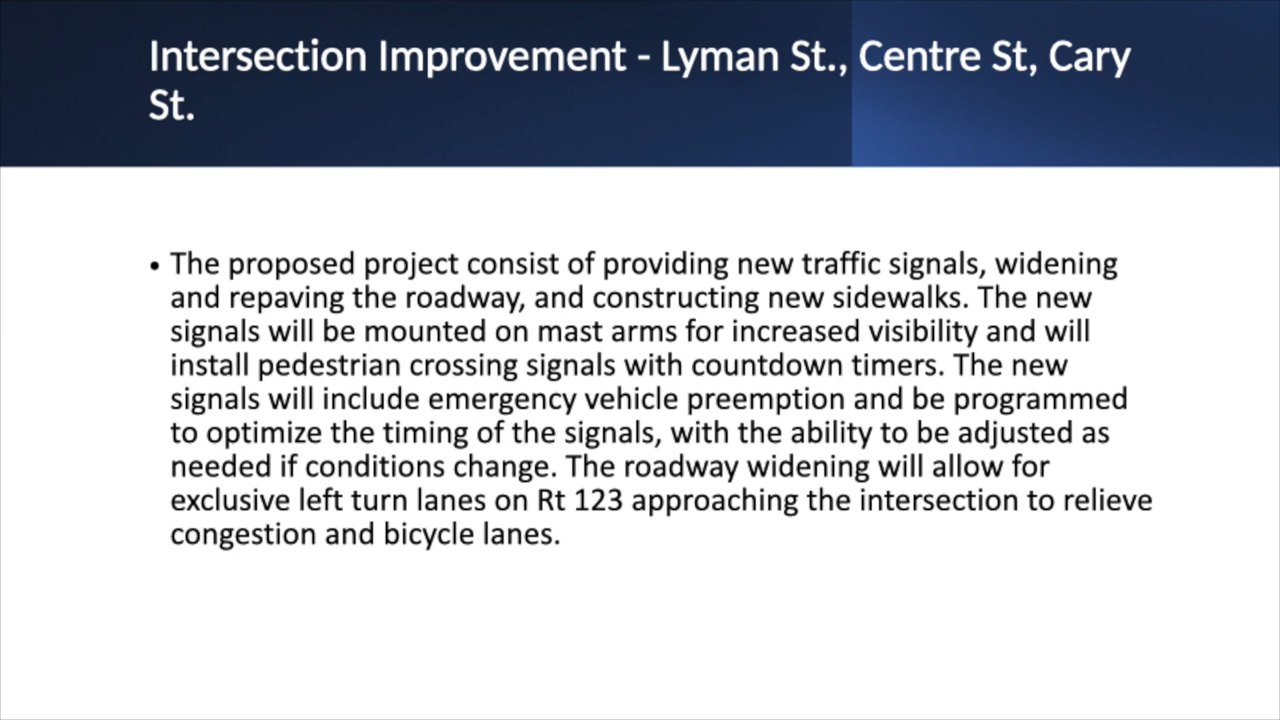 Intersection Improvement - Lyman St., Centre St, Cary
St.
• The proposed project consist of providing new traffic signals, widening
and repaving the roadway, and constructing new sidewalks. The new
signals will be mounted on mast arms for increased visibility and will
install pedestrian crossing signals with countdown timers. The new
signals will include emergency vehicle preemption and be programmed
to optimize the timing of the signals, with the ability to be adjusted as
needed if conditions change. The roadway widening will allow for
exclusive left turn lanes on Rt 123 approaching the intersection to relieve
congestion and bicycle lanes.